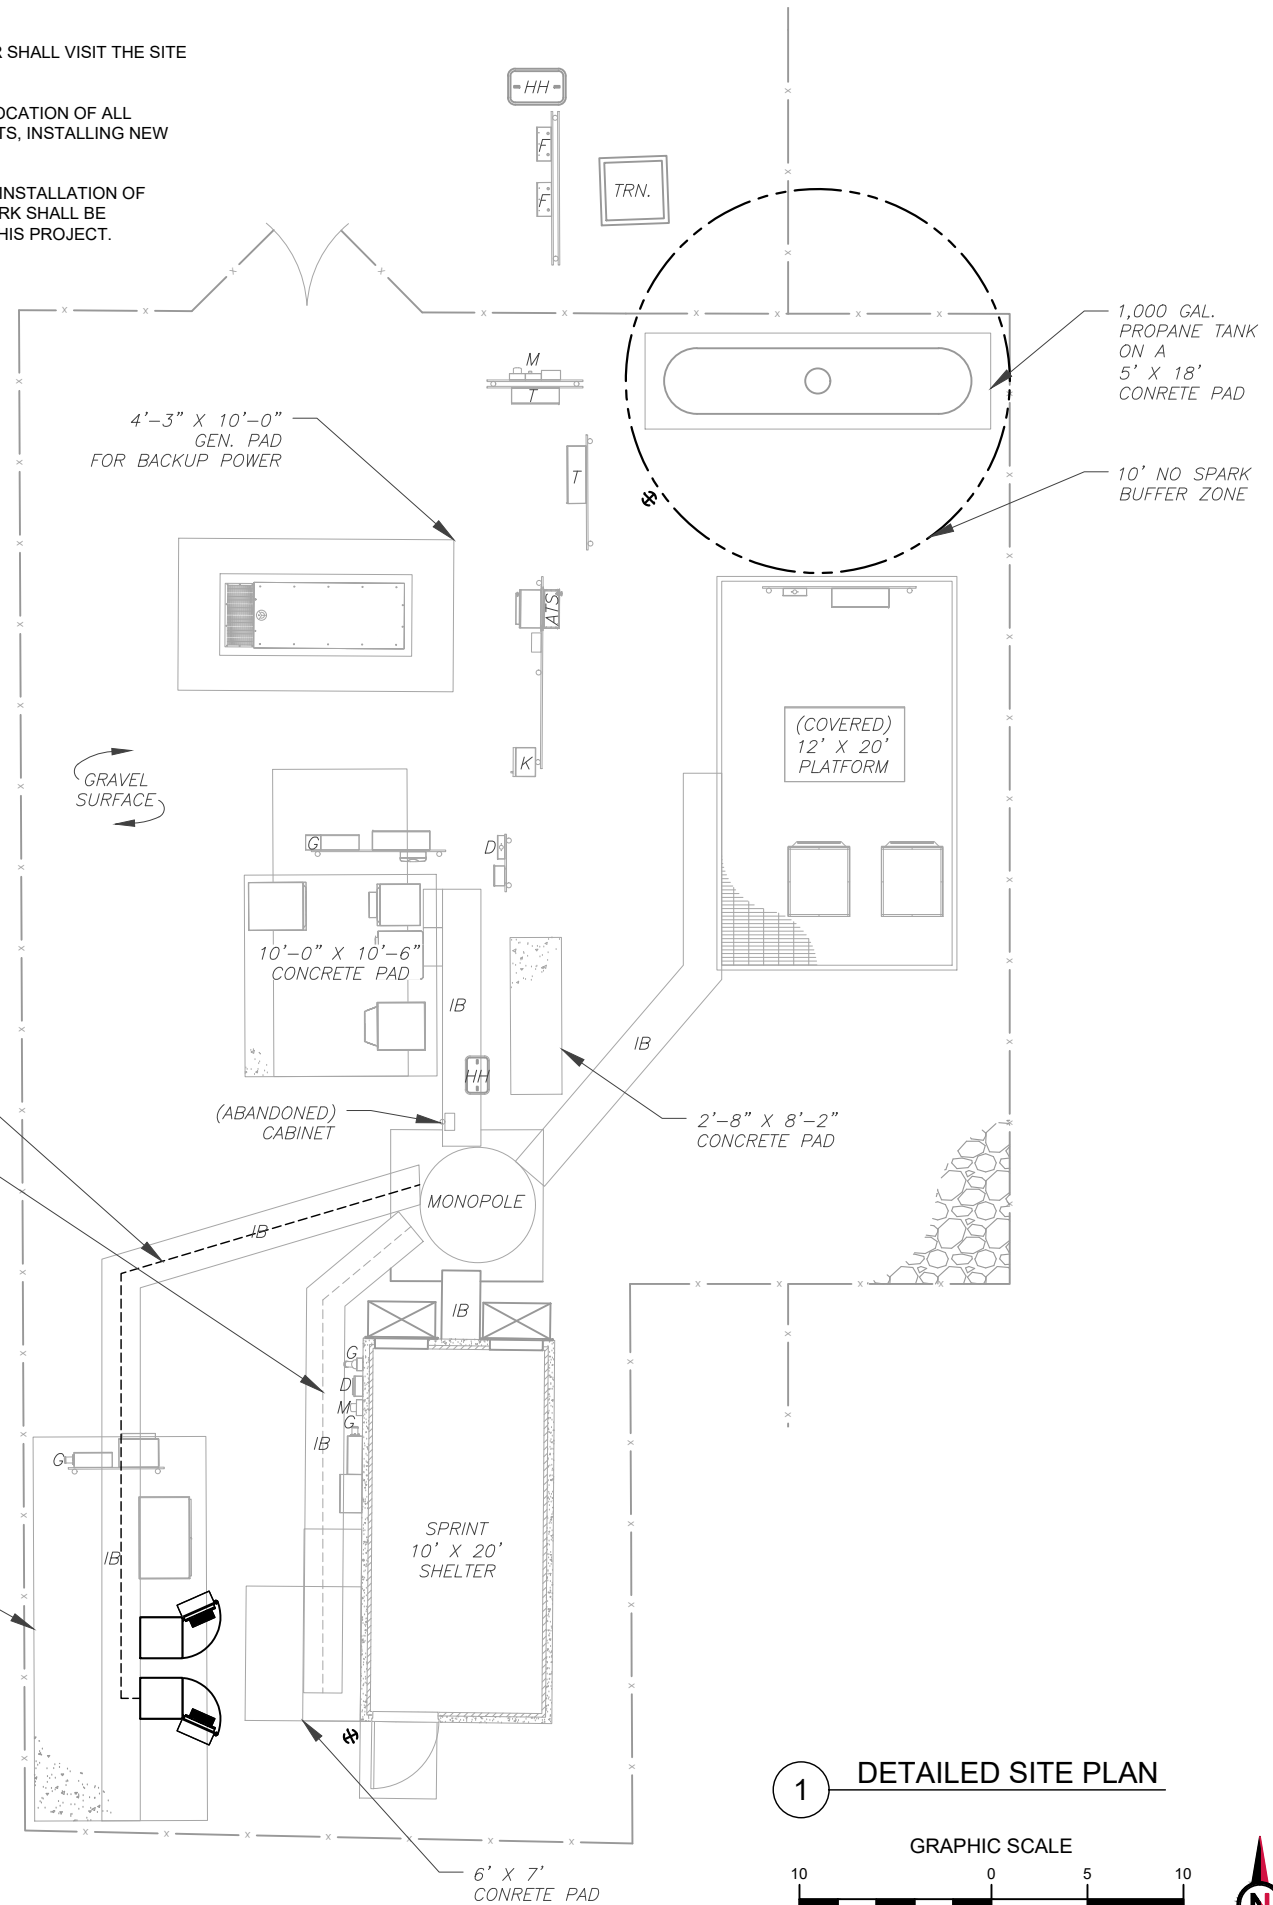 R SHALL VISIT THE SITE
OCATION OF ALL
TS, INSTALLING NEW
INSTALLATION OF
RK SHALL BE
HIS PROJECT.
HH
F
F
TRN.
1,000 GAL.
PROPANE TANK
ON A
5' X 18'
CONRETE PAD
M
T
4'-3" X 10'-0"
GEN. PAD
FOR BACKUP POWER
T
10' NO SPARK
BUFFER ZONE
ATS
(COVERED)
12' X 20'
PLATFORM
K
GRAVEL
SURFACE
G
D
10'-0" X 10'-6"
CONCRETE PAD
IB
IB
HH
(ABANDONED)
CABINET
2'-8" X 8'-2"
CONCRETE PAD
MONOPOLE
IB
IB
G
D
M
G
IB
G
SPRINT
10' X 20'
SHELTER
IB
1
DETAILED SITE PLAN
GRAPHIC SCALE
10 0 5 10
6' X 7'
CONRETE PAD
N